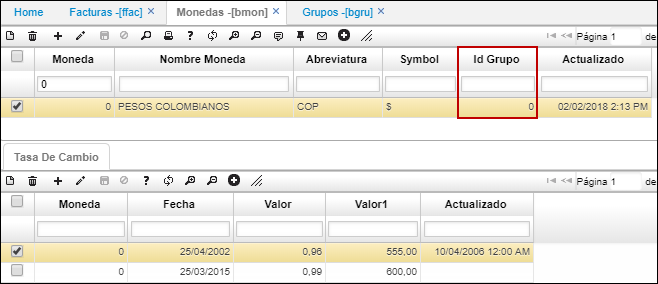 Home Facturas -[ffac] × Monedas -[bmon] × Grupos -[bgru] ×
Página 1 de
Moneda Nombre Moneda Abreviatura Symbol Id Grupo Actualizado
0
0 PESOS COLOMBIANOS COP $ 0 02/02/2018 2:13 PM
Tasa De Cambio
Página 1 de
Moneda Fecha Valor Valor1 Actualizado
0 25/04/2002 0,96 555,00 10/04/2006 12:00 AM
0 25/03/2015 0,99 600,00